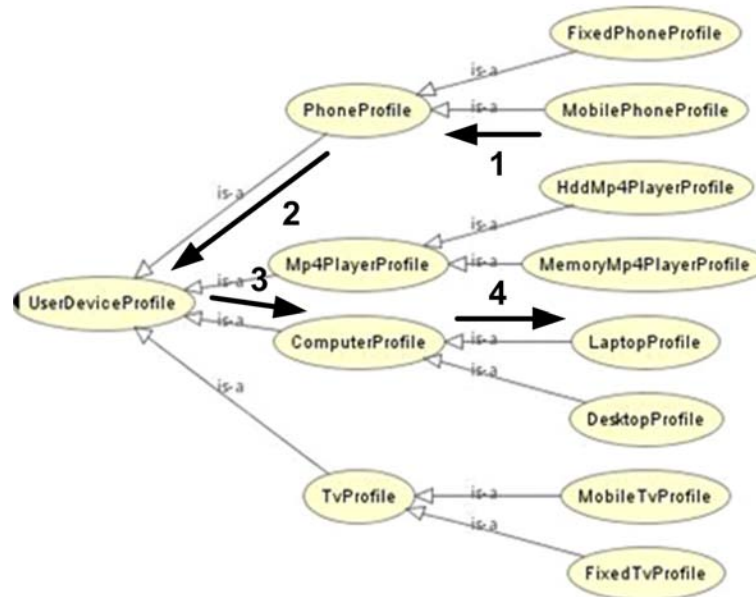 FixedPhoneProfile
is-a
PhoneProfile
is-a
MobilePhoneProfile
1
is-a
2
HddMp4PlayerProfile
is-a
Mp4PlayerProfile
is-a
MemoryMp4PlayerProfile
is-a
3
4
UserDeviceProfile
is-a
ComputerProfile
is-a
LaptopProfile
is-a
DesktopProfile
is-a
TvProfile
is-a
MobileTvProfile
is-a
FixedTvProfile